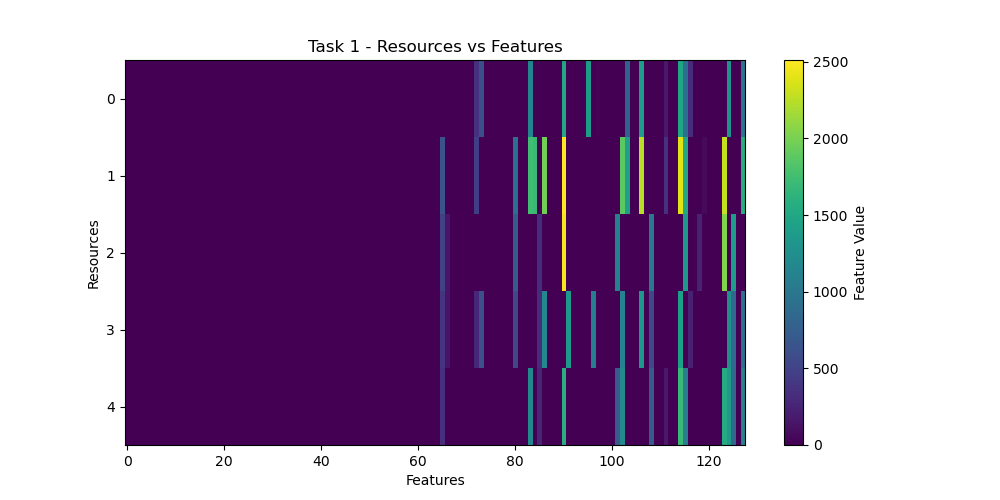 Task 1 - Resources vs Features
Resources
0
1
2
3
4
0 20 40 60 80 100 120
Features
2500
2000
1500
1000
500
0
Feature Value